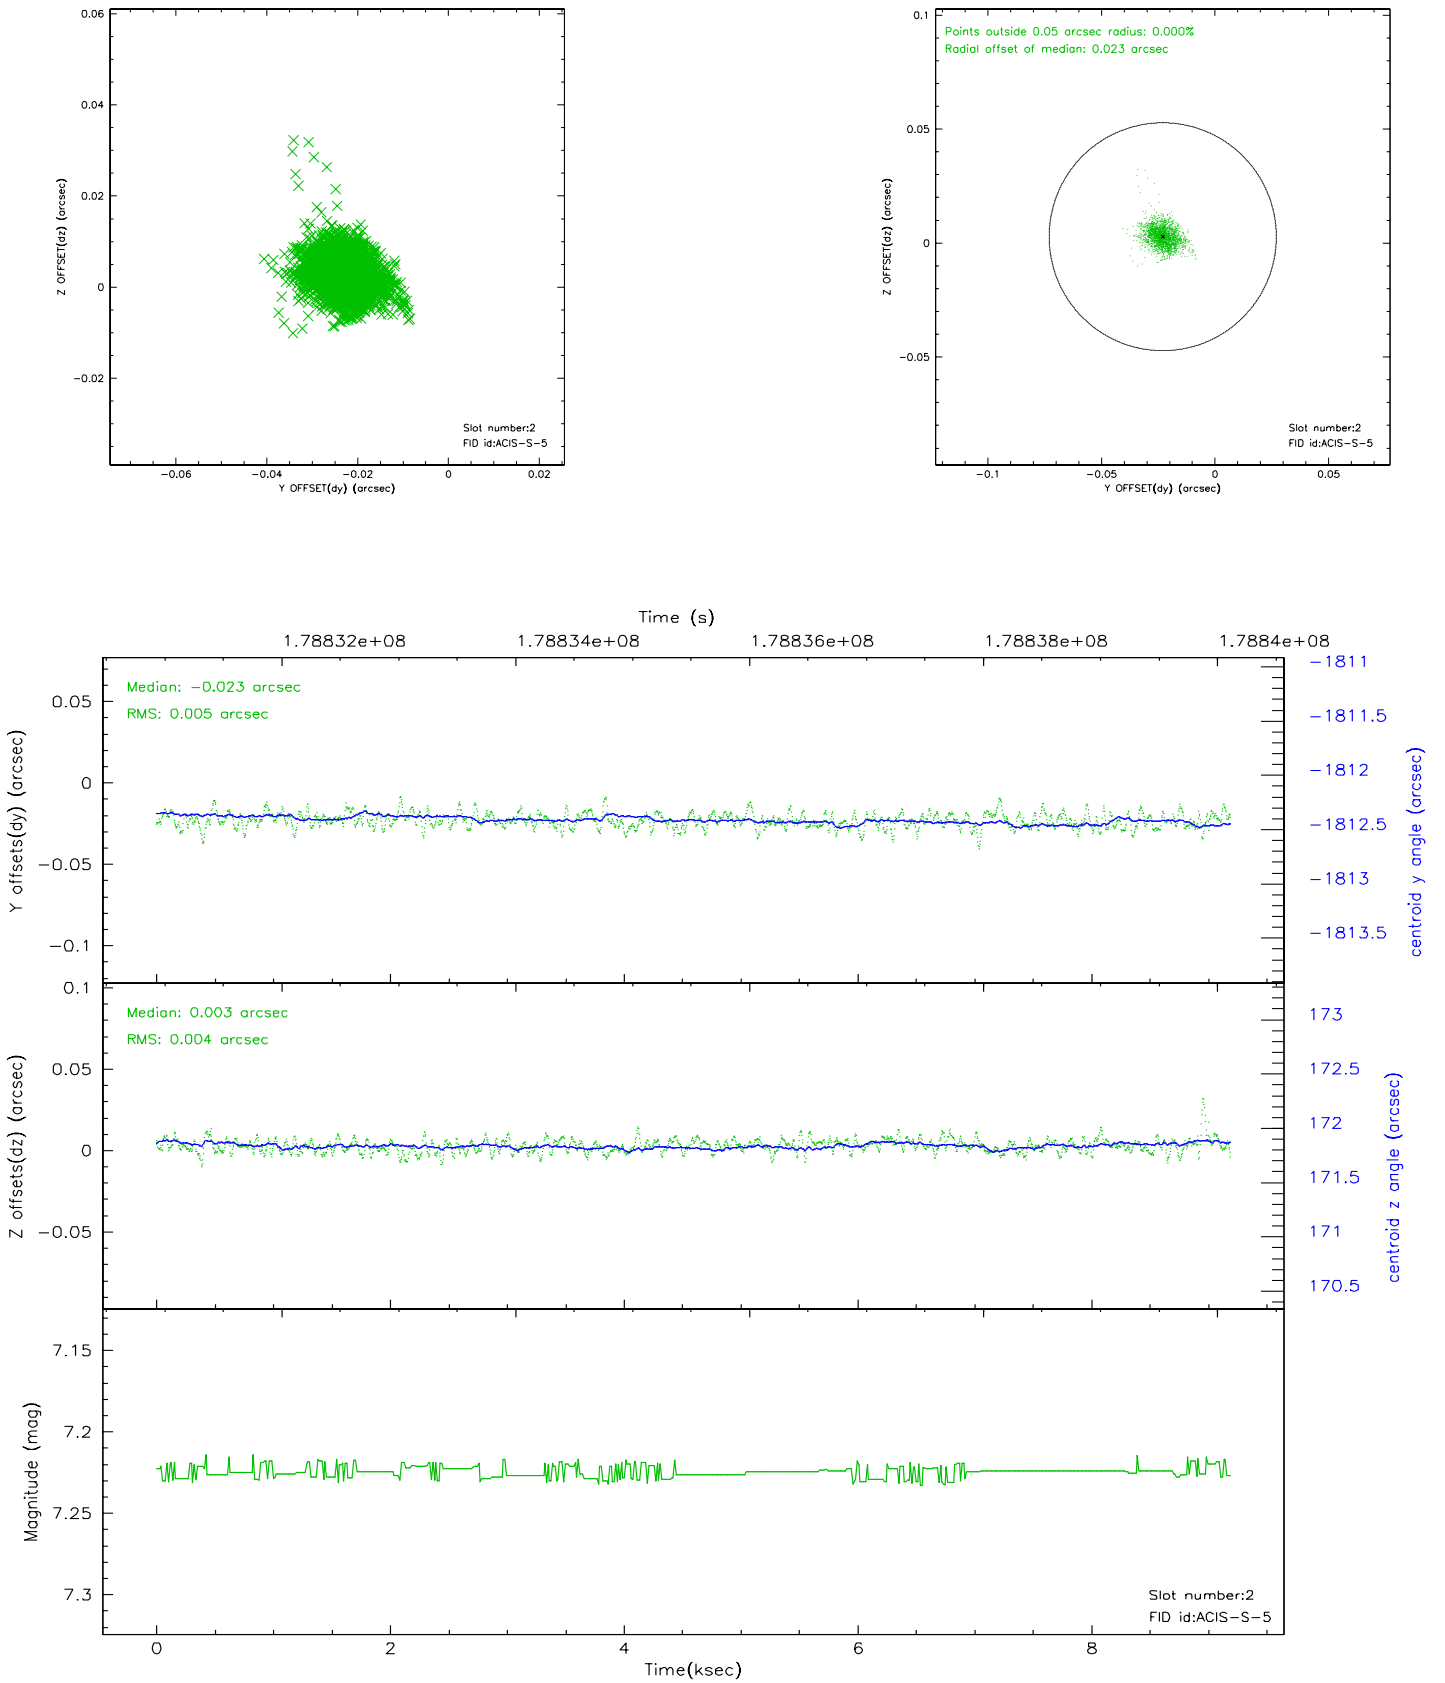 0.06
0.04
0.02
0
-0.02
Z OFFSET(dz) (arcsec)
Slot number:2
FID id:ACIS-S-5
-0.06 -0.04 -0.02 0 0.02
Y OFFSET(dy) (arcsec)
Points outside 0.05 arcsec radius: 0.000%
Radial offset of median: 0.023 arcsec
0.1
0.05
0
-0.05
Z OFFSET(dz) (arcsec)
Slot number:2
FID id:ACIS-S-5
-0.1 -0.05 0 0.05
Y OFFSET(dy) (arcsec)
Time (s)
1.78832e+08 1.78834e+08 1.78836e+08 1.78838e+08 1.7884e+08
Median: -0.023 arcsec
RMS: 0.005 arcsec
0.05
0
-0.05
-0.1
Y offsets(dy) (arcsec)
-1811
-1811.5
-1812
-1812.5
-1813
-1813.5
centroid y angle (arcsec)
Median: 0.003 arcsec
RMS: 0.004 arcsec
0.1
0.05
0
-0.05
Z offsets(dz) (arcsec)
173
172.5
172
171.5
171
170.5
centroid z angle (arcsec)
7.15
7.2
7.25
7.3
Magnitude (mag)
Slot number:2
FID id:ACIS-S-5
0 2 4 6 8
Time(ksec)